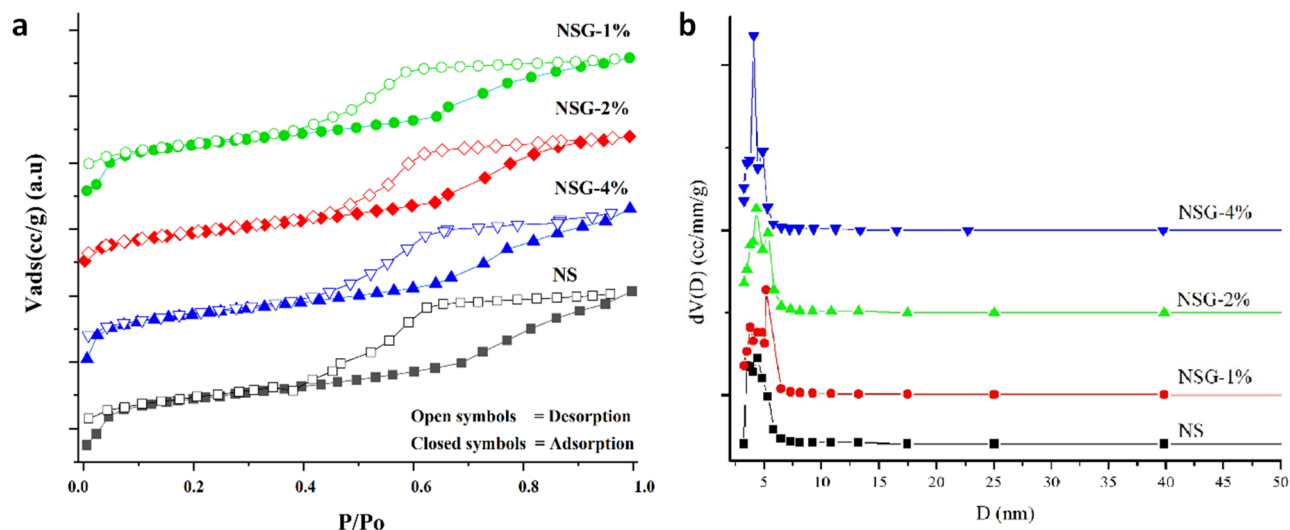 a
NSG-1%
NSG-2%
NSG-4%
NS
Open symbols = Desorption
Closed symbols = Adsorption
Vads(cc/g) (a.u)
0.0 0.2 0.4 0.6 0.8 1.0
P/Po
b
NSG-4%
NSG-2%
NSG-1%
NS
dV(D) (cc/mm/g)
5 10 15 20 25 30 35 40 45 50
D (nm)